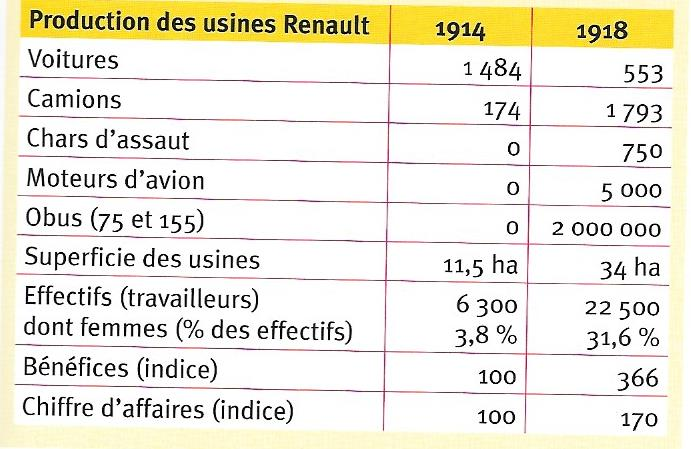 Production des usines Renault 1914 1918
Voitures 1 484 553
Camions 174 1 793
Chars d'assaut 0 750
Moteurs d'avion 0 5 000
Obus (75 et 155) 0 2 000 000
Superficie des usines 11,5 ha 34 ha
Effectifs (travailleurs) 6 300 22 500
dont femmes (% des effectifs) 3,8 % 31,6 %
Bénéfices (indice) 100 366
Chiffre d'affaires (indice) 100 170